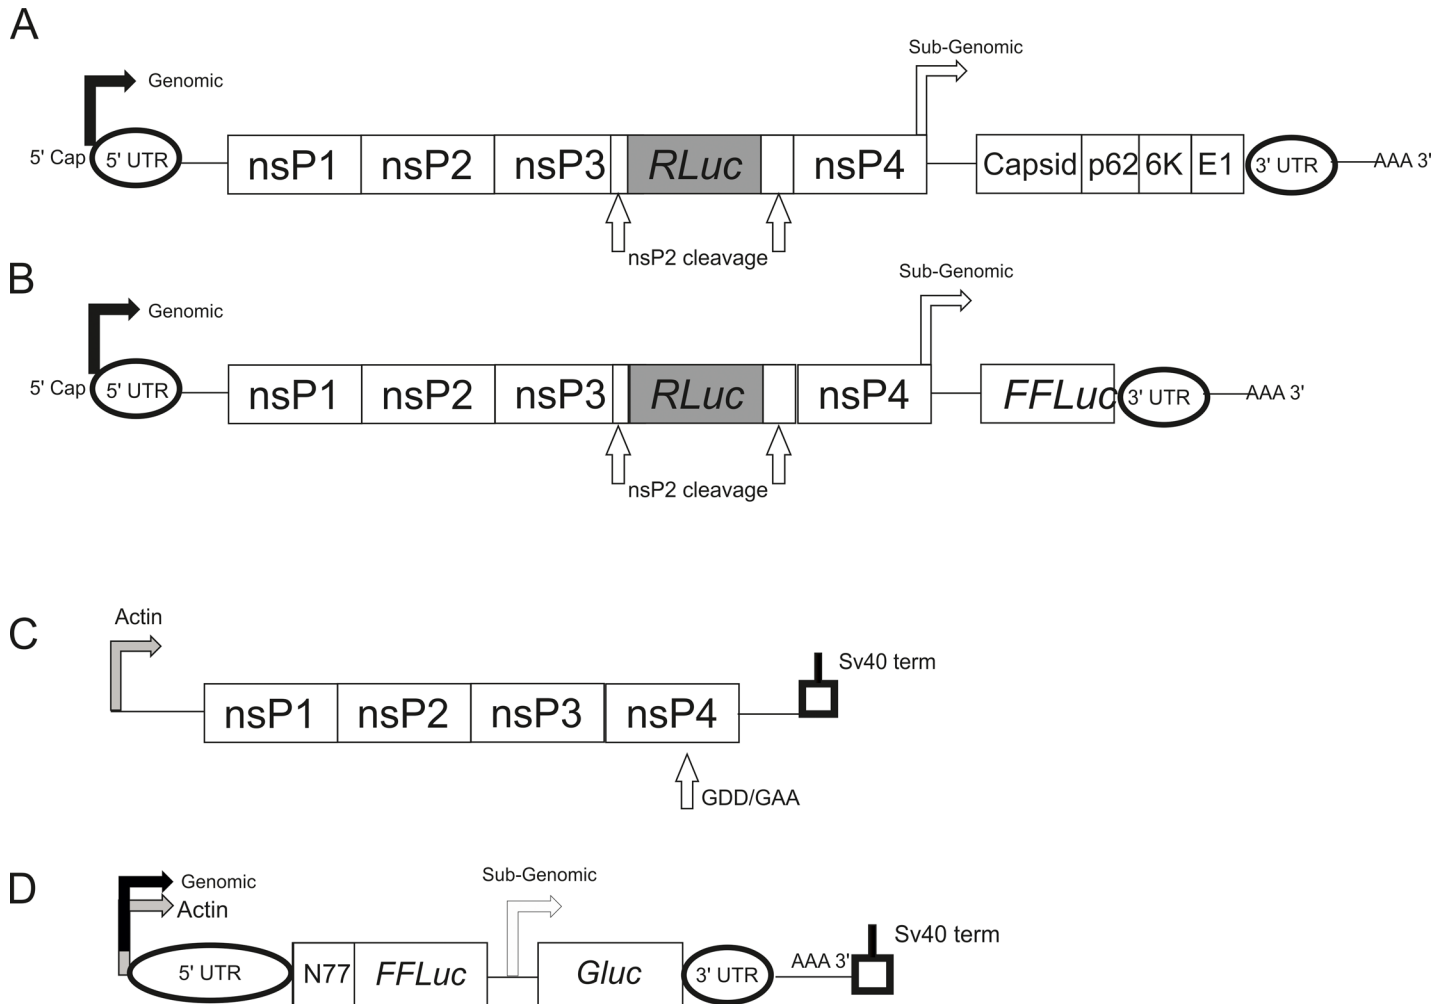 A
Sub-Genomic
Genomic
5' Cap 5' UTR nsP1 nsP2 nsP3 RLuc nsP4 Capsid p62 6K E1 3' UTR AAA 3'
nsP2 cleavage
B
Sub-Genomic
Genomic
5' Cap 5' UTR nsP1 nsP2 nsP3 RLuc nsP4 FFLuc 3' UTR AAA 3'
nsP2 cleavage
C
Actin
Sv40 term
nsP1 nsP2 nsP3 nsP4
GDD/GAA
D
Genomic
Sub-Genomic
Actin
Sv40 term
5' UTR N77 FFLuc Gluc 3' UTR AAA 3'